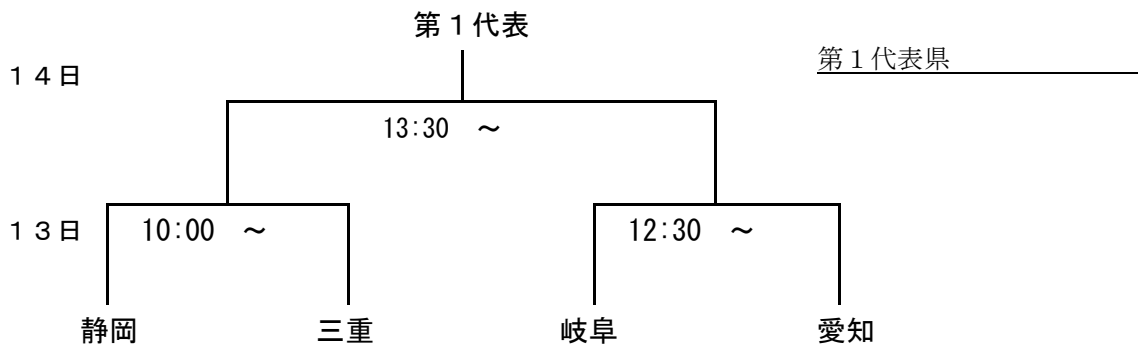 第１代表
第１代表県
１４日
13:30　～
１３日
10:00　～
12:30　～
静岡
三重
岐阜
愛知